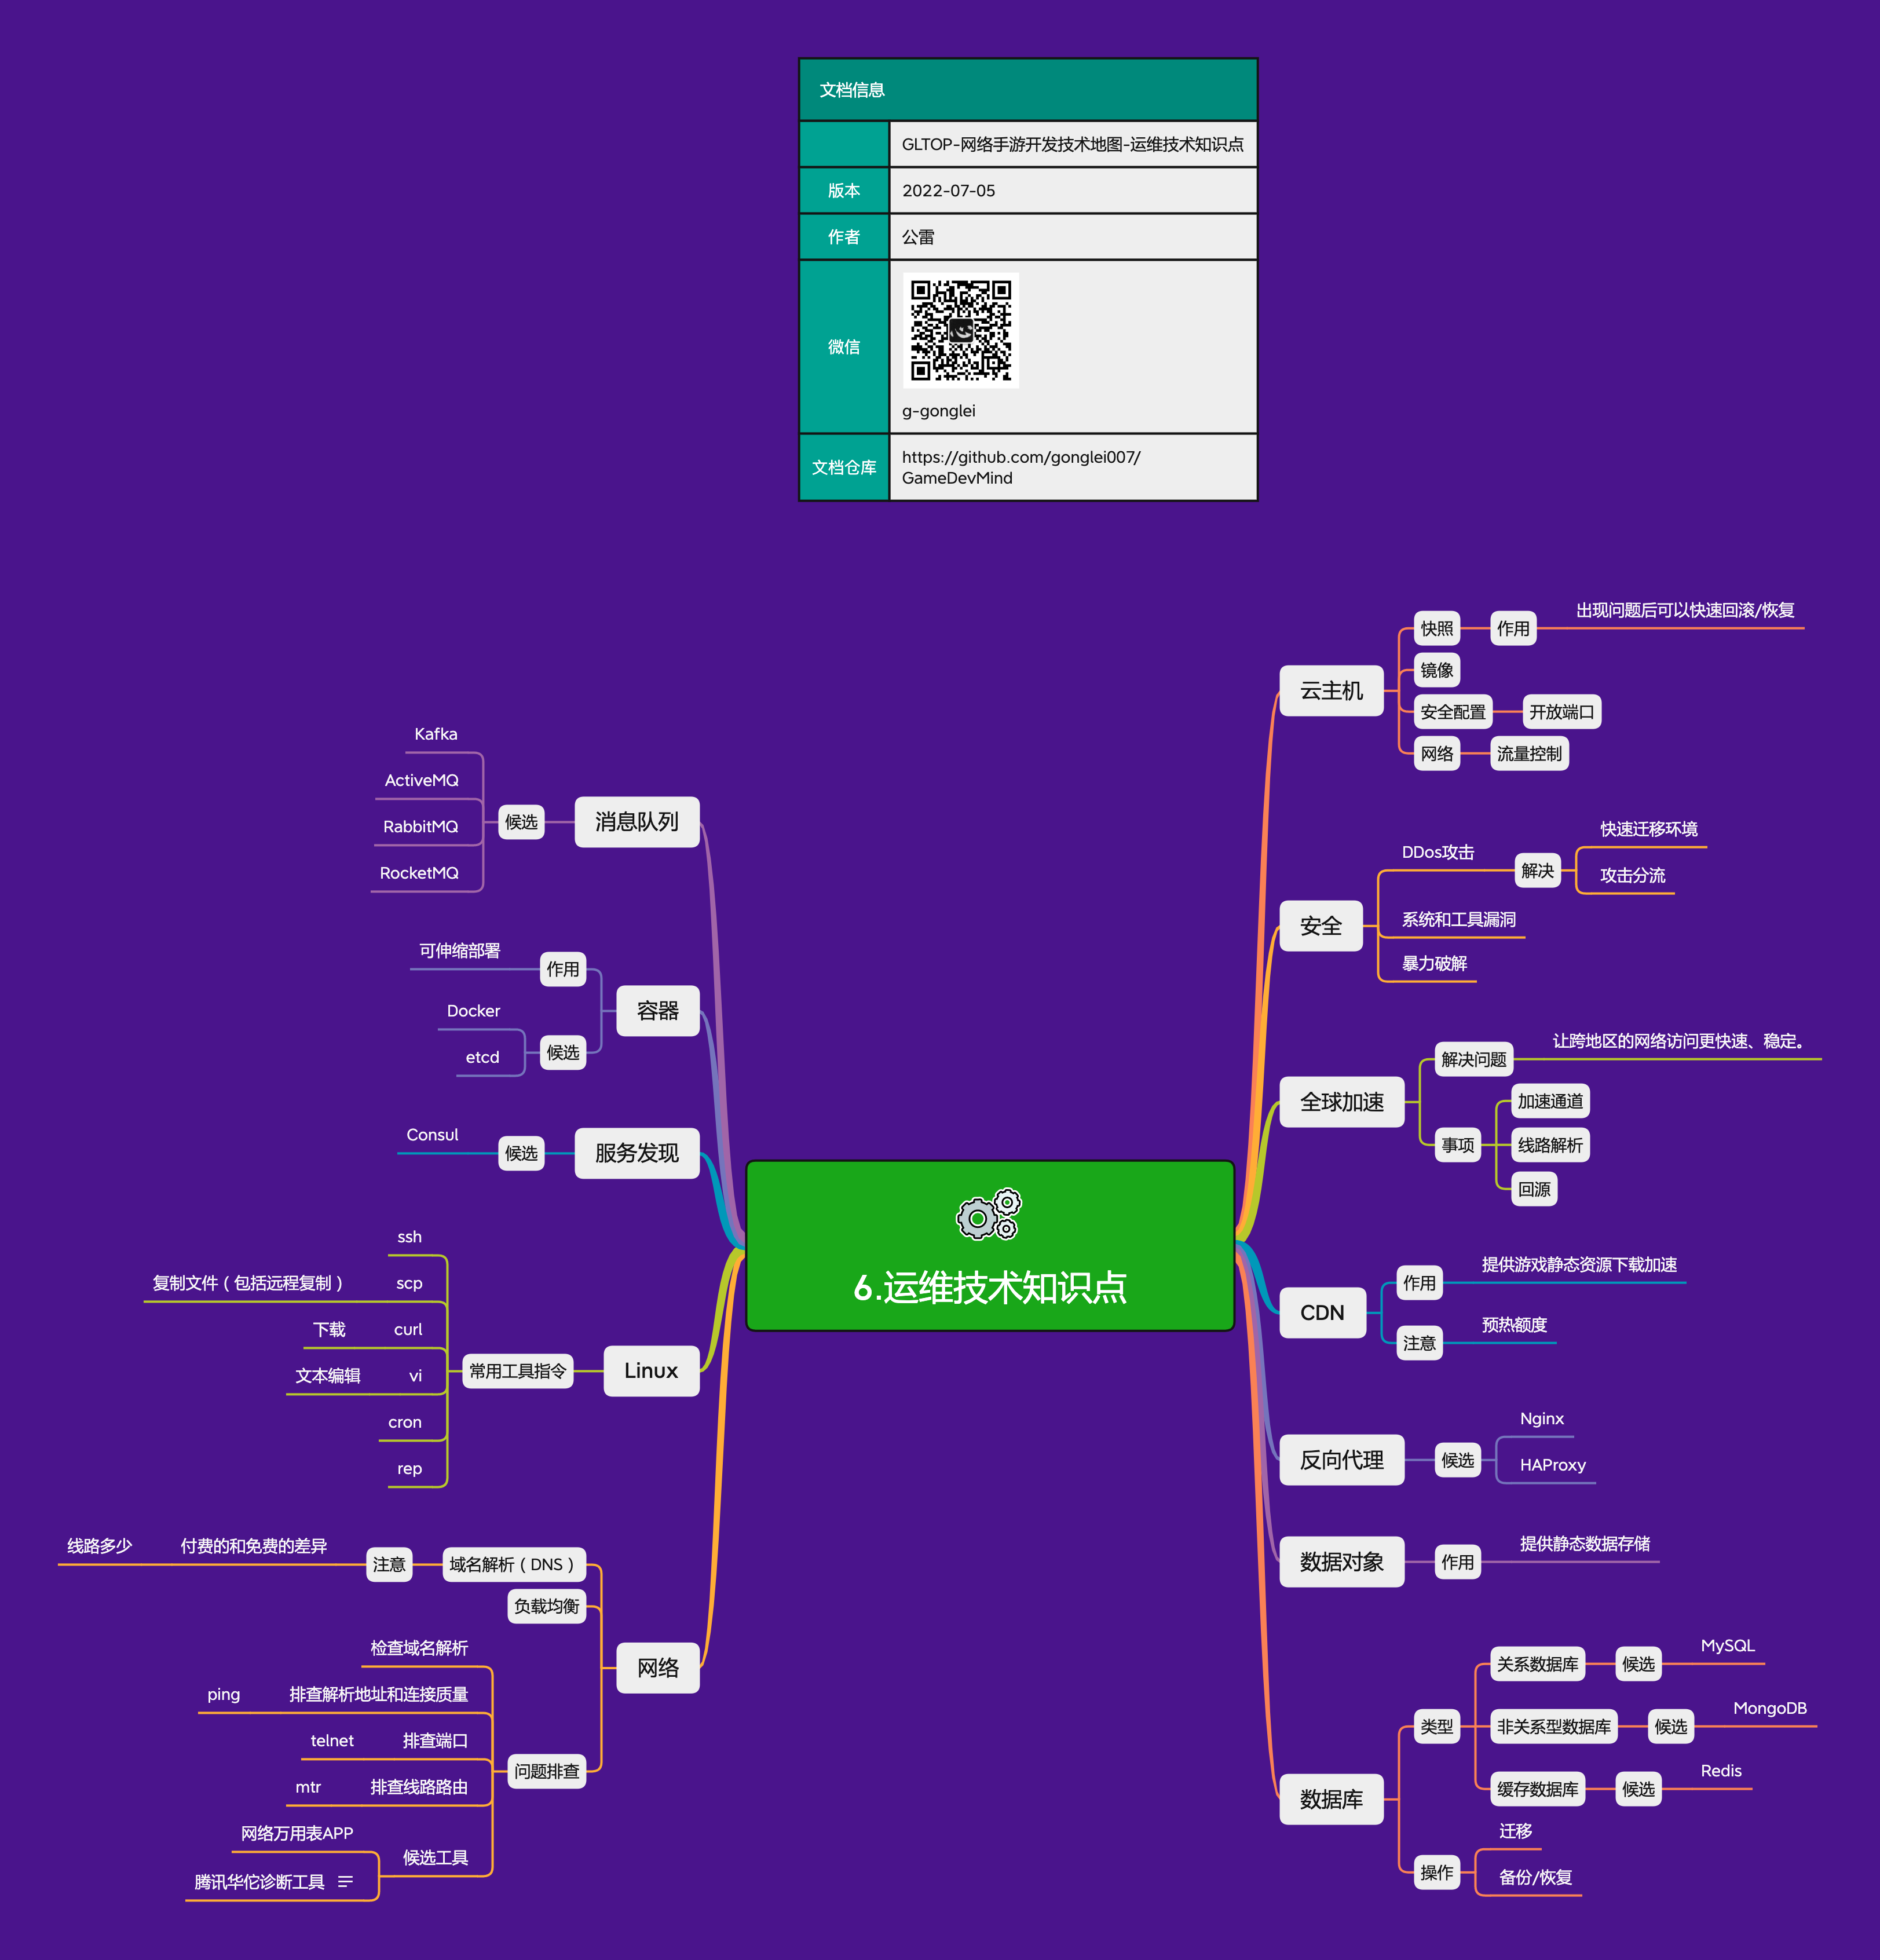 文档信息
GLTOP-网络手游开发技术地图-运维技术知识点
版本
2022-07-05
作者
公雷
微信
g-gonglei
文档仓库
https://github.com/gonglei007/
GameDevMind
6.运维技术知识点
云主机
快照
作用
出现问题后可以快速回滚/恢复
镜像
安全配置
开放端口
网络
流量控制
安全
DDos攻击
解决
快速迁移环境
攻击分流
系统和工具漏洞
暴力破解
全球加速
解决问题
让跨地区的网络访问更快速、稳定。
事项
加速通道
线路解析
回源
CDN
作用
提供游戏静态资源下载加速
注意
预热额度
反向代理
候选
Nginx
HAProxy
数据对象
作用
提供静态数据存储
数据库
类型
关系数据库
候选
MySQL
非关系型数据库
候选
MongoDB
缓存数据库
候选
Redis
操作
迁移
备份/恢复
消息队列
候选
Kafka
ActiveMQ
RabbitMQ
RocketMQ
容器
作用
可伸缩部署
候选
Docker
etcd
服务发现
候选
Consul
Linux
常用工具指令
ssh
scp
复制文件（包括远程复制）
curl
下载
vi
文本编辑
cron
rep
网络
域名解析（DNS）
注意
付费的和免费的差异
线路多少
负载均衡
问题排查
检查域名解析
排查解析地址和连接质量
ping
排查端口
telnet
排查线路路由
mtr
候选工具
网络万用表APP
腾讯华佗诊断工具